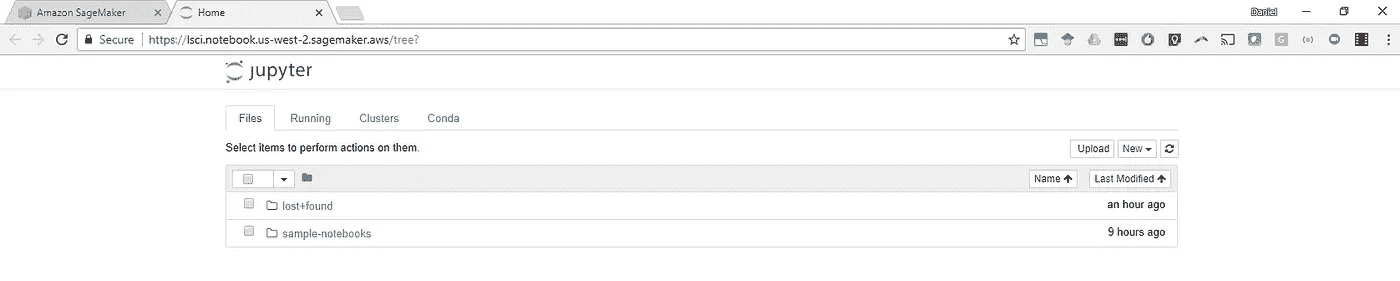 Amazon SageMaker
Home
Daniel
Secure
https://lsci.notebook.us-west-2.sagemaker.aws/tree?
jupyter
Files Running Clusters Conda
Select items to perform actions on them.
Upload New
Name Last Modified
lost+found an hour ago
sample-notebooks 9 hours ago